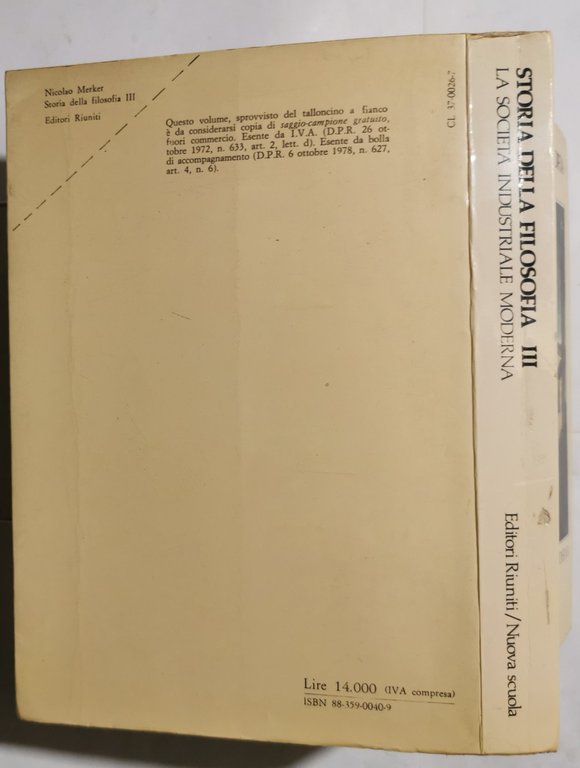 Nicolao Merker
Storia della filosofia III
Editori Riuniti
Questo volume, sprovvisto del talloncino a fianco
è da considerarsi copia di saggio-campione gratuito,
fuori commercio. Esente da I.V.A. (D.P.R. 26 ot-
tobre 1972, n. 633, art. 2, lett. d). Esente da bolla
di accompagnamento (D.P.R. 6 ottobre 1978, n. 627,
art. 4, n. 6).
CL 37-0026-2
Lire 14.000 (IVA compresa)
ISBN 88-359-0040-9
STORIA DELLA FILOSOFIA III
LA SOCIETÀ INDUSTRIALE MODERNA
Editori Riuniti/Nuova scuola